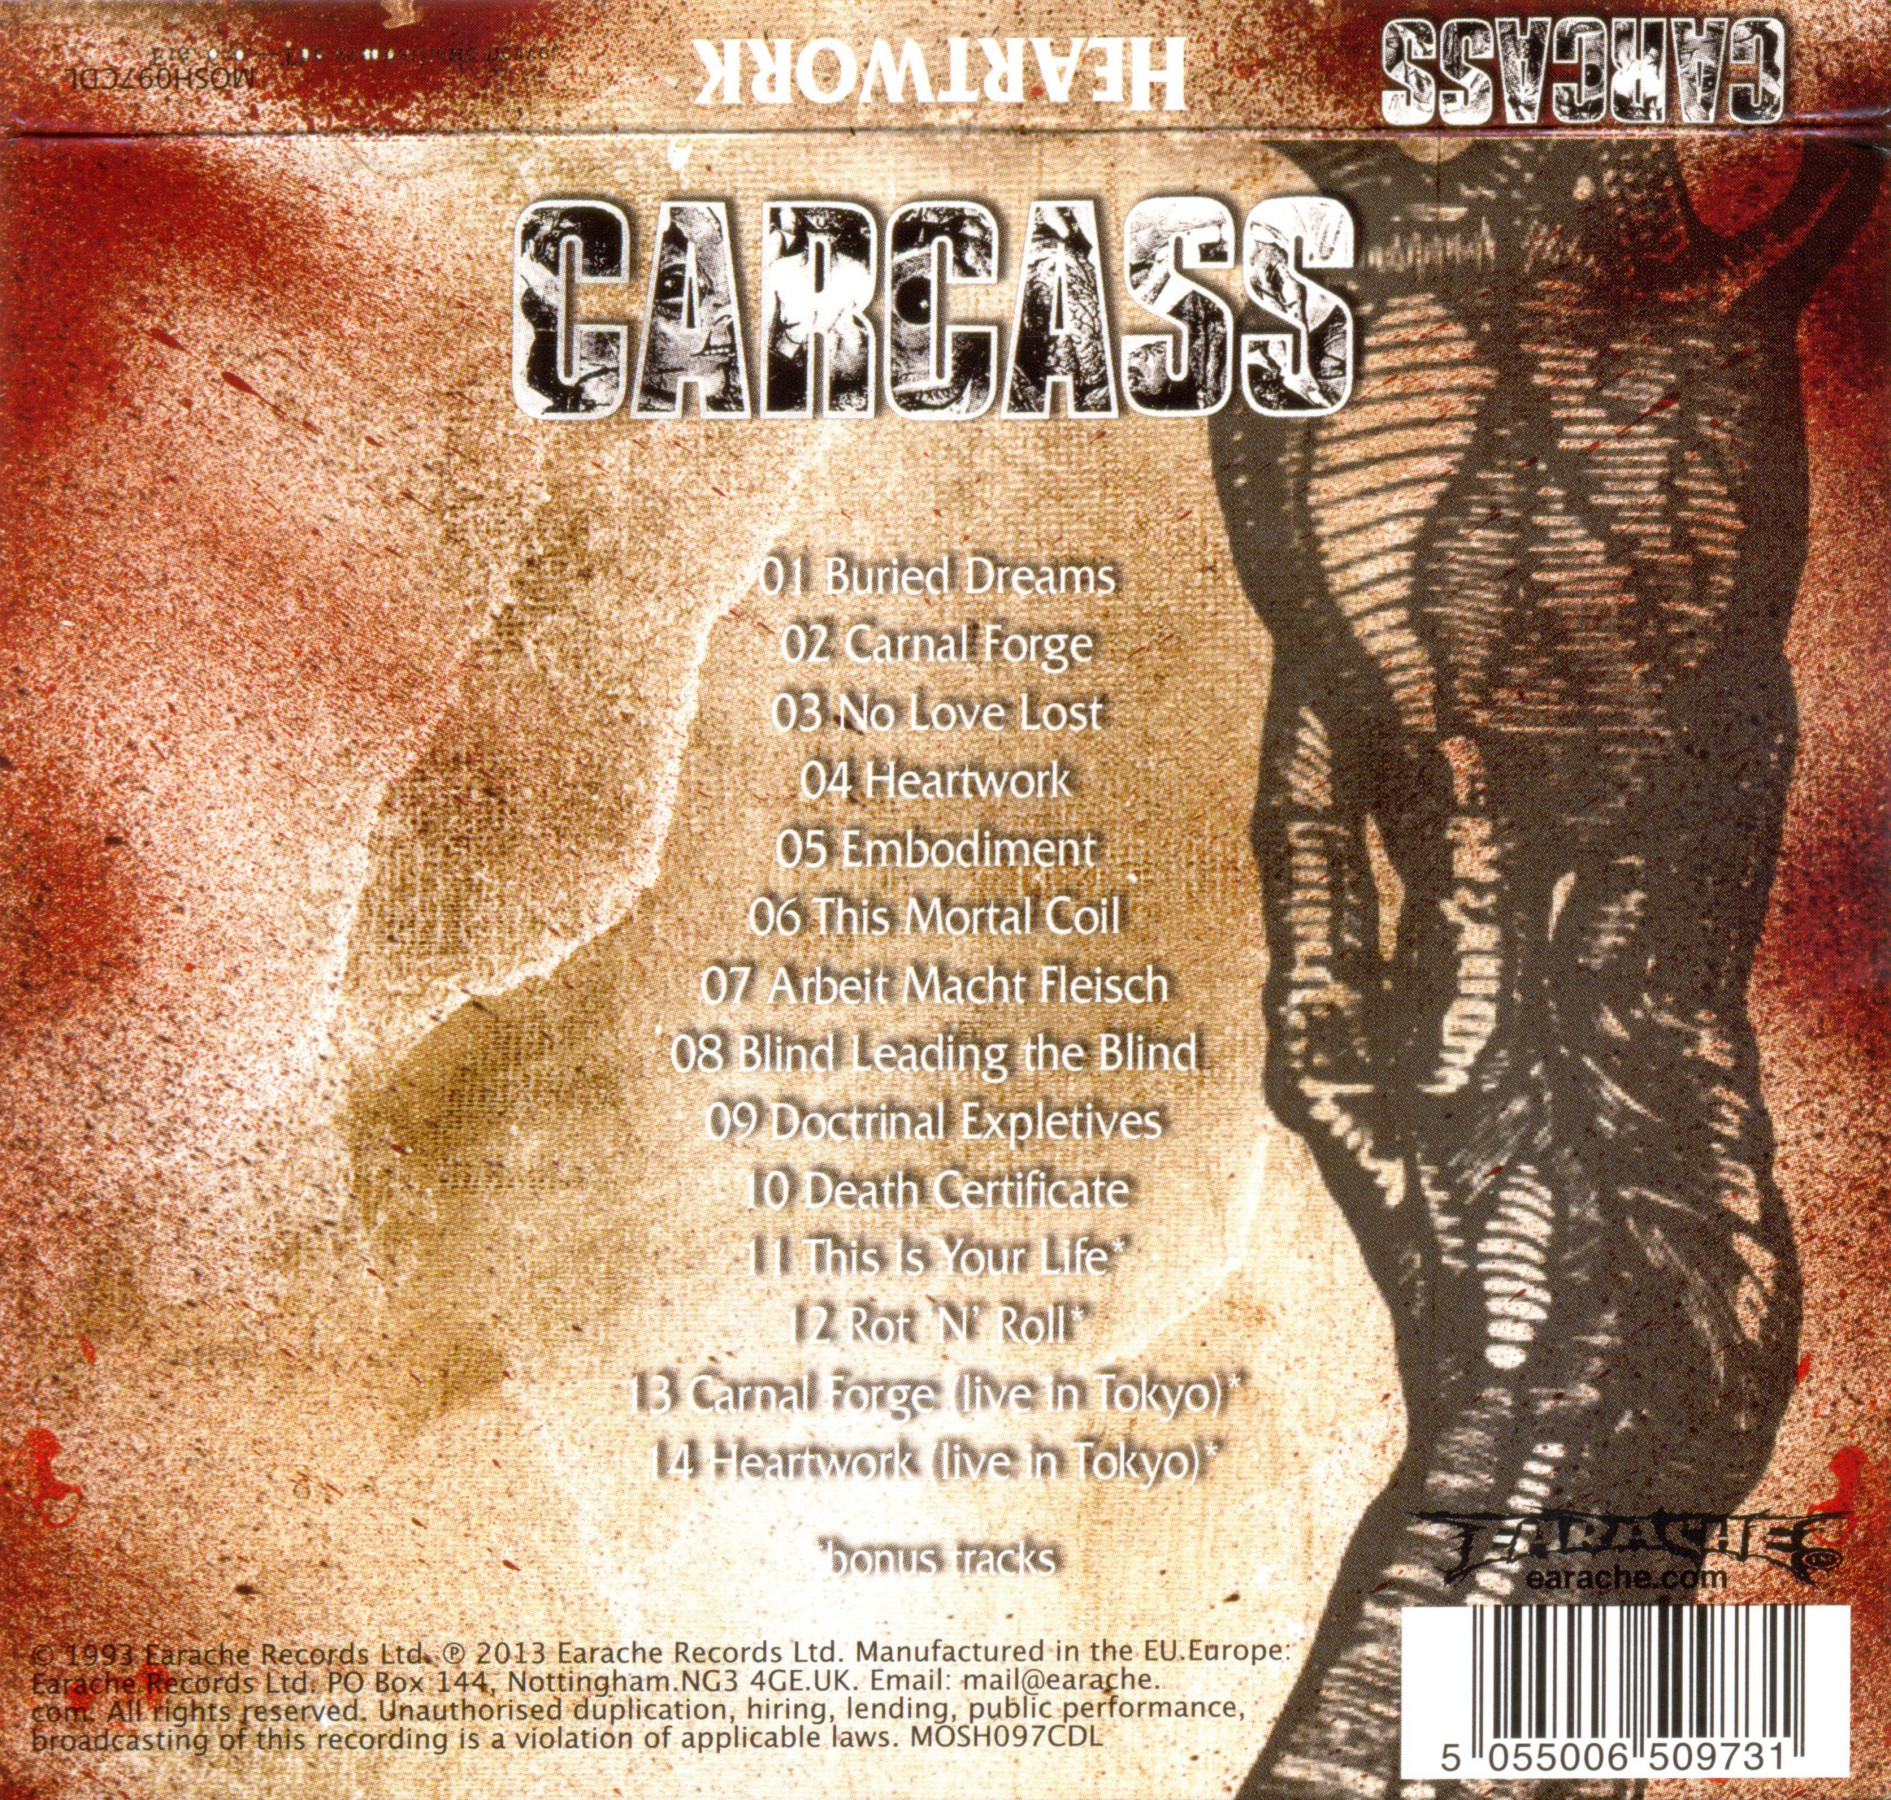 CARCASS
HEARTWORK
MOSH097CDL
CARCASS
01 Buried Dreams
02 Carnal Forge
03 No Love Lost
04 Heartwork
05 Embodiment
06 This Mortal Coil
07 Arbeit Macht Fleisch
08 Blind Leading the Blind
09 Doctrinal Expletives
10 Death Certificate
11 This Is Your Life*
12 Rot 'N' Roll*
13 Carnal Forge (live in Tokyo)*
14 Heartwork (live in Tokyo)*
*bonus tracks
EARACHE
earache.com
© 1993 Earache Records Ltd. ℗ 2013 Earache Records Ltd. Manufactured in the EU.Europe:
Earache Records Ltd. PO Box 144, Nottingham.NG3 4GE.UK. Email: mail@earache.
com. All rights reserved. Unauthorised duplication, hiring, lending, public performance,
broadcasting of this recording is a violation of applicable laws. MOSH097CDL
5 055006 509731